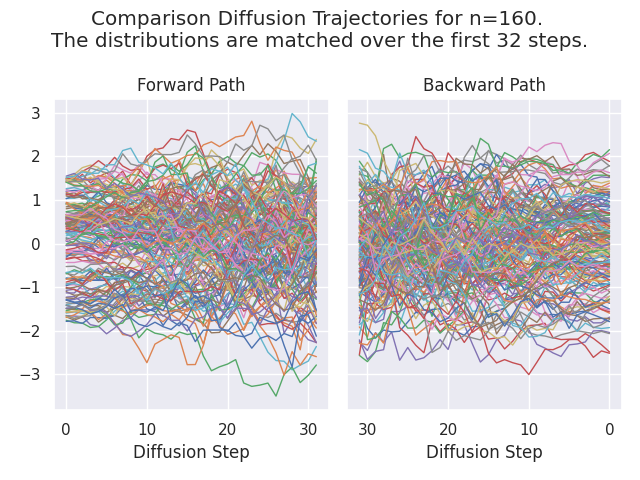 Comparison Diffusion Trajectories for n=160.
The distributions are matched over the first 32 steps.
Forward Path
Backward Path
3
2
1
0
−1
−2
−3
0 10 20 30
30 20 10 0
Diffusion Step
Diffusion Step